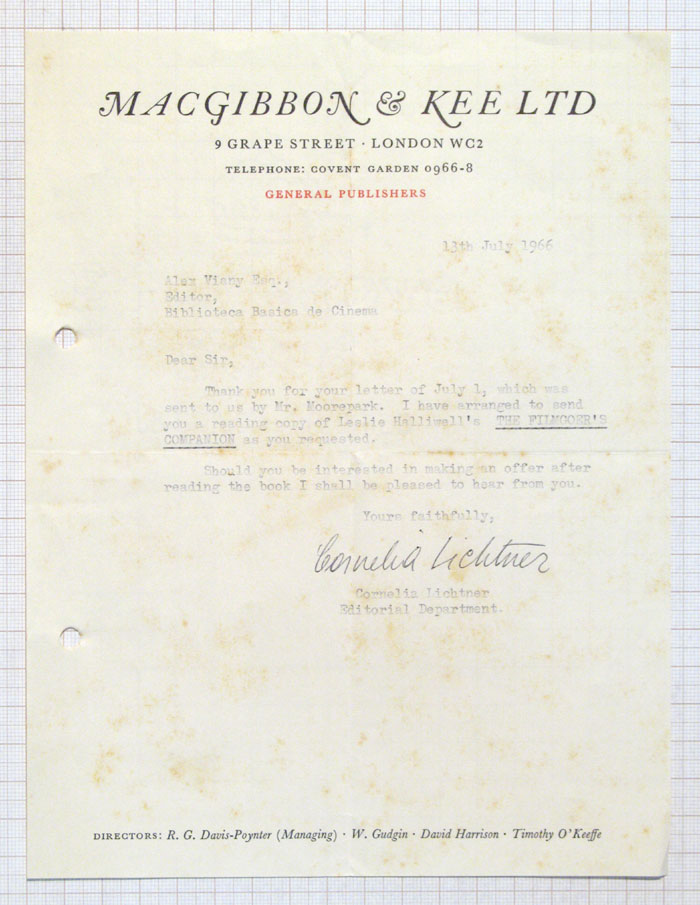 MACGIBBON & KEE LTD
9 GRAPE STREET · LONDON WC2
TELEPHONE: COVENT GARDEN 0966-8
GENERAL PUBLISHERS
13th July 1966
Alex Viany Esq.,
Editor,
Biblioteca Basics de Cinema
Dear Sir,
Thank you for your letter of July 1, which was
sent to us by Mr. Moorepark. I have arranged to send
you a reading copy of Leslie Halliwell's THE FILMGOER'S
COMPANION as you requested.
Should you be interested in making an offer after
reading the book I shall be pleased to hear from you.
Yours faithfully,
Cornelia Lichtner
Cornelia Lichtner
Editorial Department.
DIRECTORS: R. G. Davis-Poynter (Managing) · W. Gudgin · David Harrison · Timothy O'Keeffe